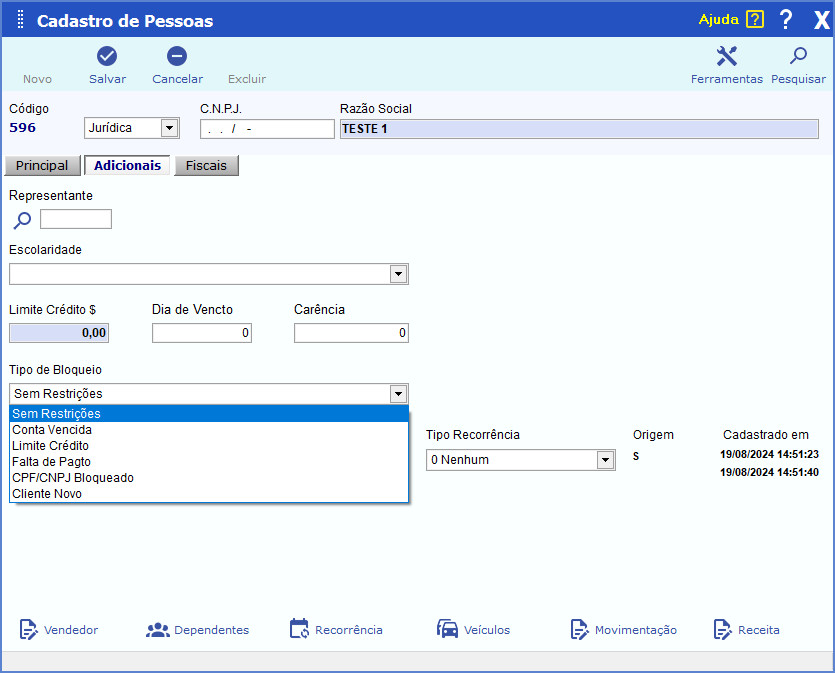 Cadastro de Pessoas
Ajuda ? ? X
Novo Salvar Cancelar Excluir Ferramentas Pesquisar
Código C.N.P.J. Razão Social
596 Jurídica . . / - TESTE 1
Principal Adicionais Fiscais
Representante
Escolaridade
Limite Crédito $ Dia de Vencto Carência
0,00 0 0
Tipo de Bloqueio
Sem Restrições
Sem Restrições
Conta Vencida
Limite Crédito
Falta de Pagto
CPF/CNPJ Bloqueado
Cliente Novo
Tipo Recorrência Origem Cadastrado em
0 Nenhum S 19/08/2024 14:51:23
19/08/2024 14:51:40
Vendedor Dependentes Recorrência Veículos Movimentação Receita